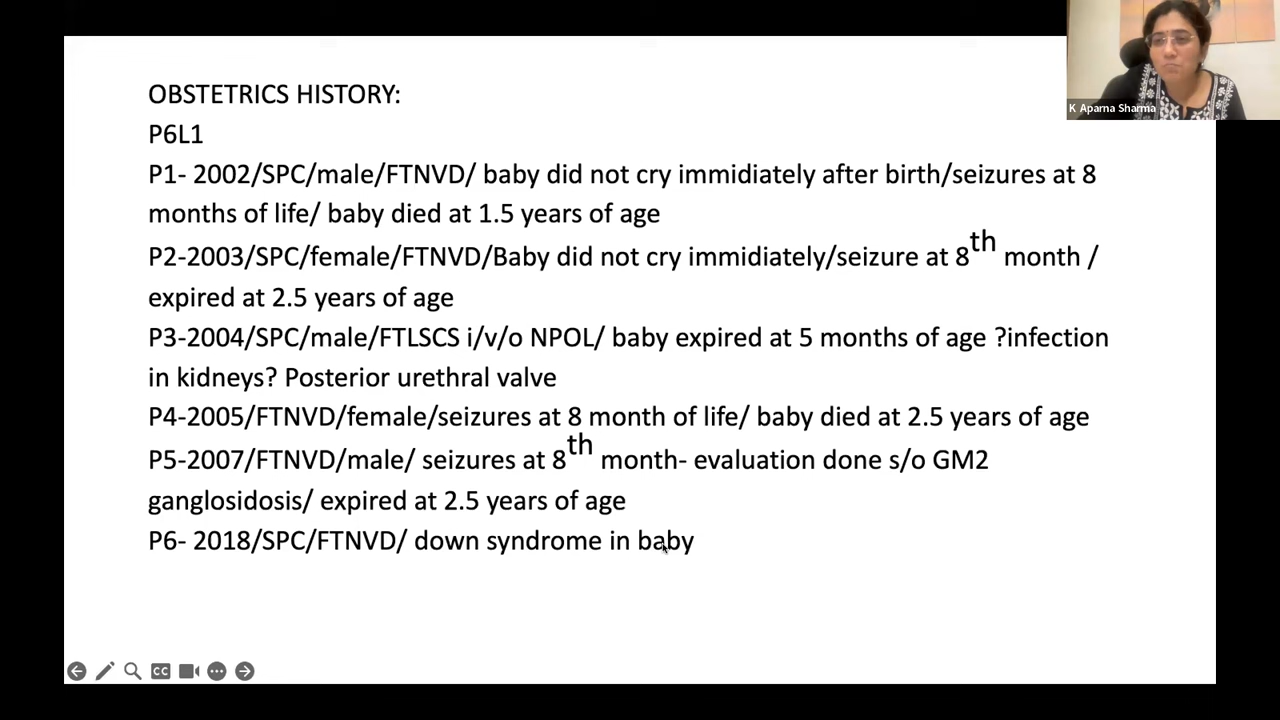 K Aparna Sharma
OBSTETRICS HISTORY:
P6L1
P1- 2002/SPC/male/FTNVD/ baby did not cry immidiately after birth/seizures at 8
months of life/ baby died at 1.5 years of age
P2-2003/SPC/female/FTNVD/Baby did not cry immidiately/seizure at 8th month /
expired at 2.5 years of age
P3-2004/SPC/male/FTLSCS i/v/o NPOL/ baby expired at 5 months of age ?infection
in kidneys? Posterior urethral valve
P4-2005/FTNVD/female/seizures at 8 month of life/ baby died at 2.5 years of age
P5-2007/FTNVD/male/ seizures at 8th month- evaluation done s/o GM2
ganglosidosis/ expired at 2.5 years of age
P6- 2018/SPC/FTNVD/ down syndrome in baby
CC